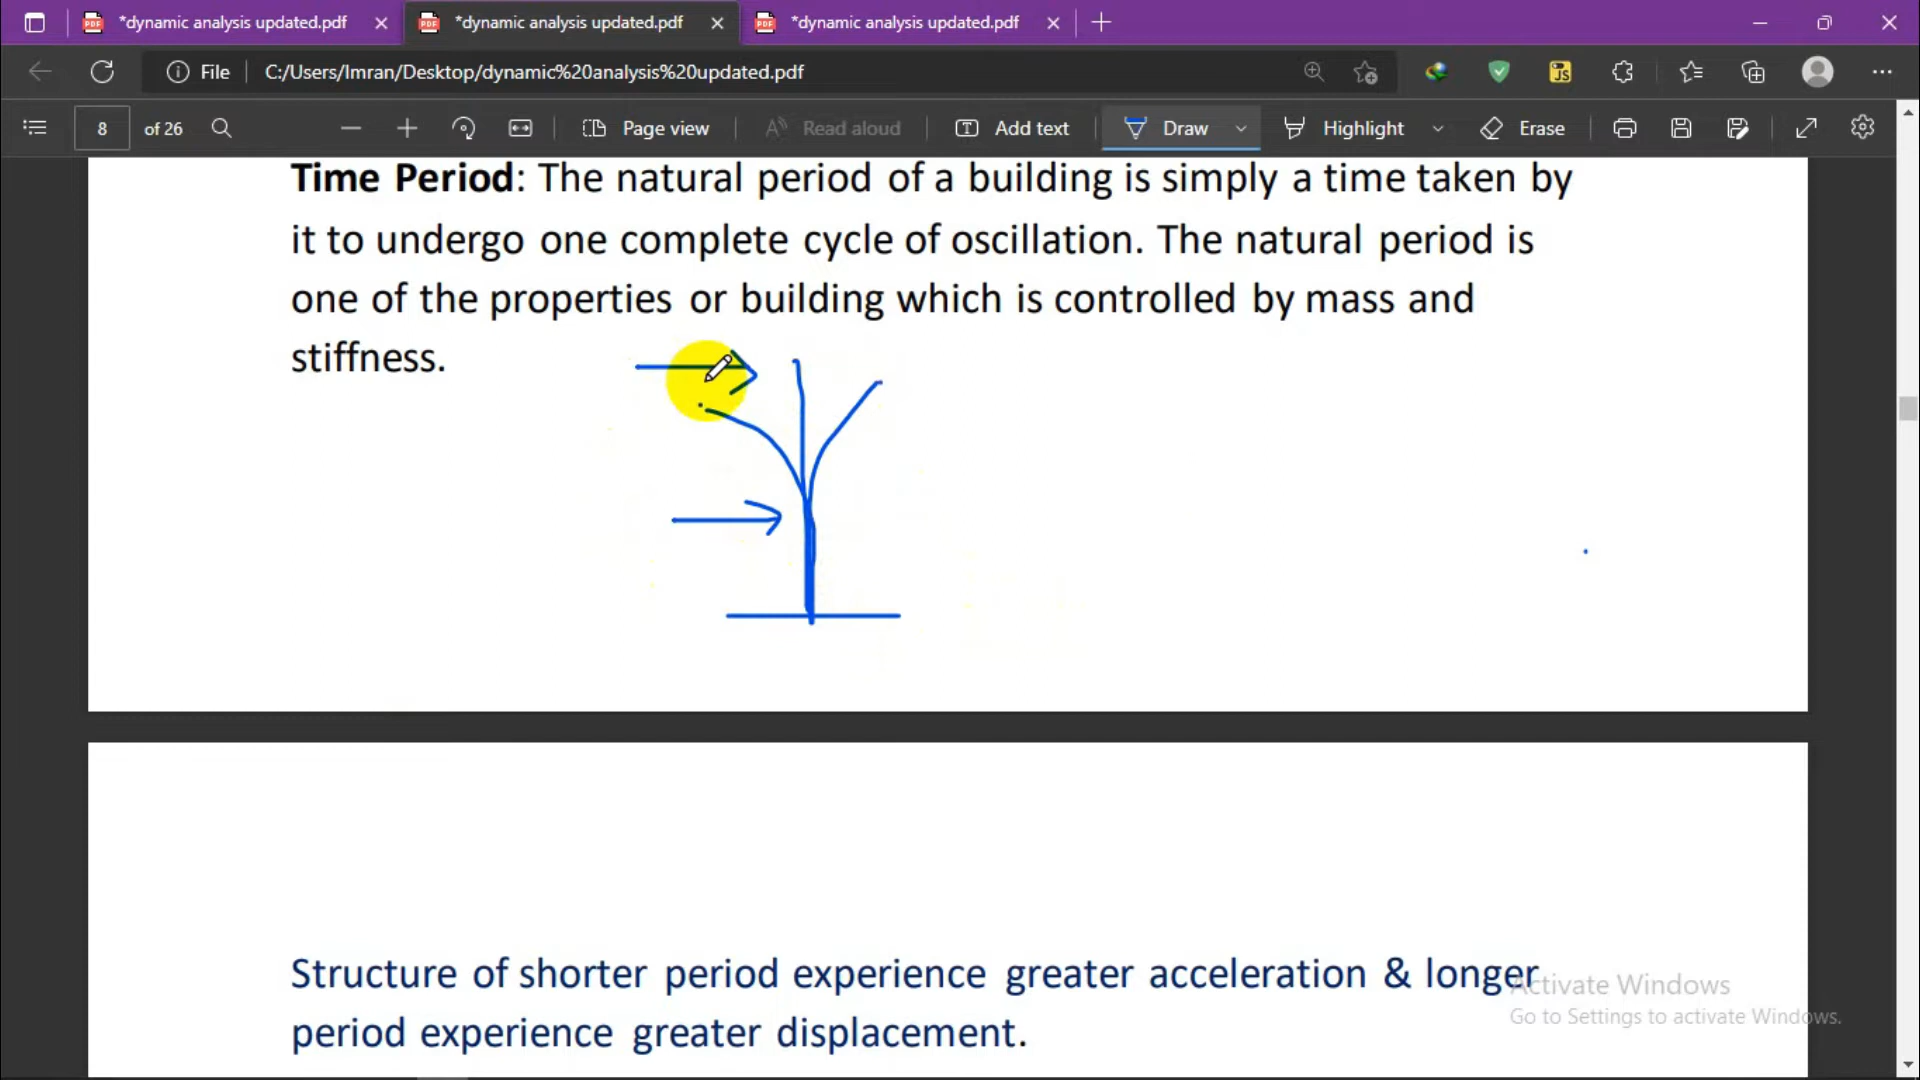 *dynamic analysis updated.pdf
*dynamic analysis updated.pdf
*dynamic analysis updated.pdf
File
C:/Users/Imran/Desktop/dynamic%20analysis%20updated.pdf
JS
8 of 26
Page view
Read aloud
Add text
Draw
Highlight
Erase
Time Period: The natural period of a building is simply a time taken by
it to undergo one complete cycle of oscillation. The natural period is
one of the properties or building which is controlled by mass and
stiffness.
Structure of shorter period experience greater acceleration & longer
period experience greater displacement.
Activate Windows
Go to Settings to activate Windows.